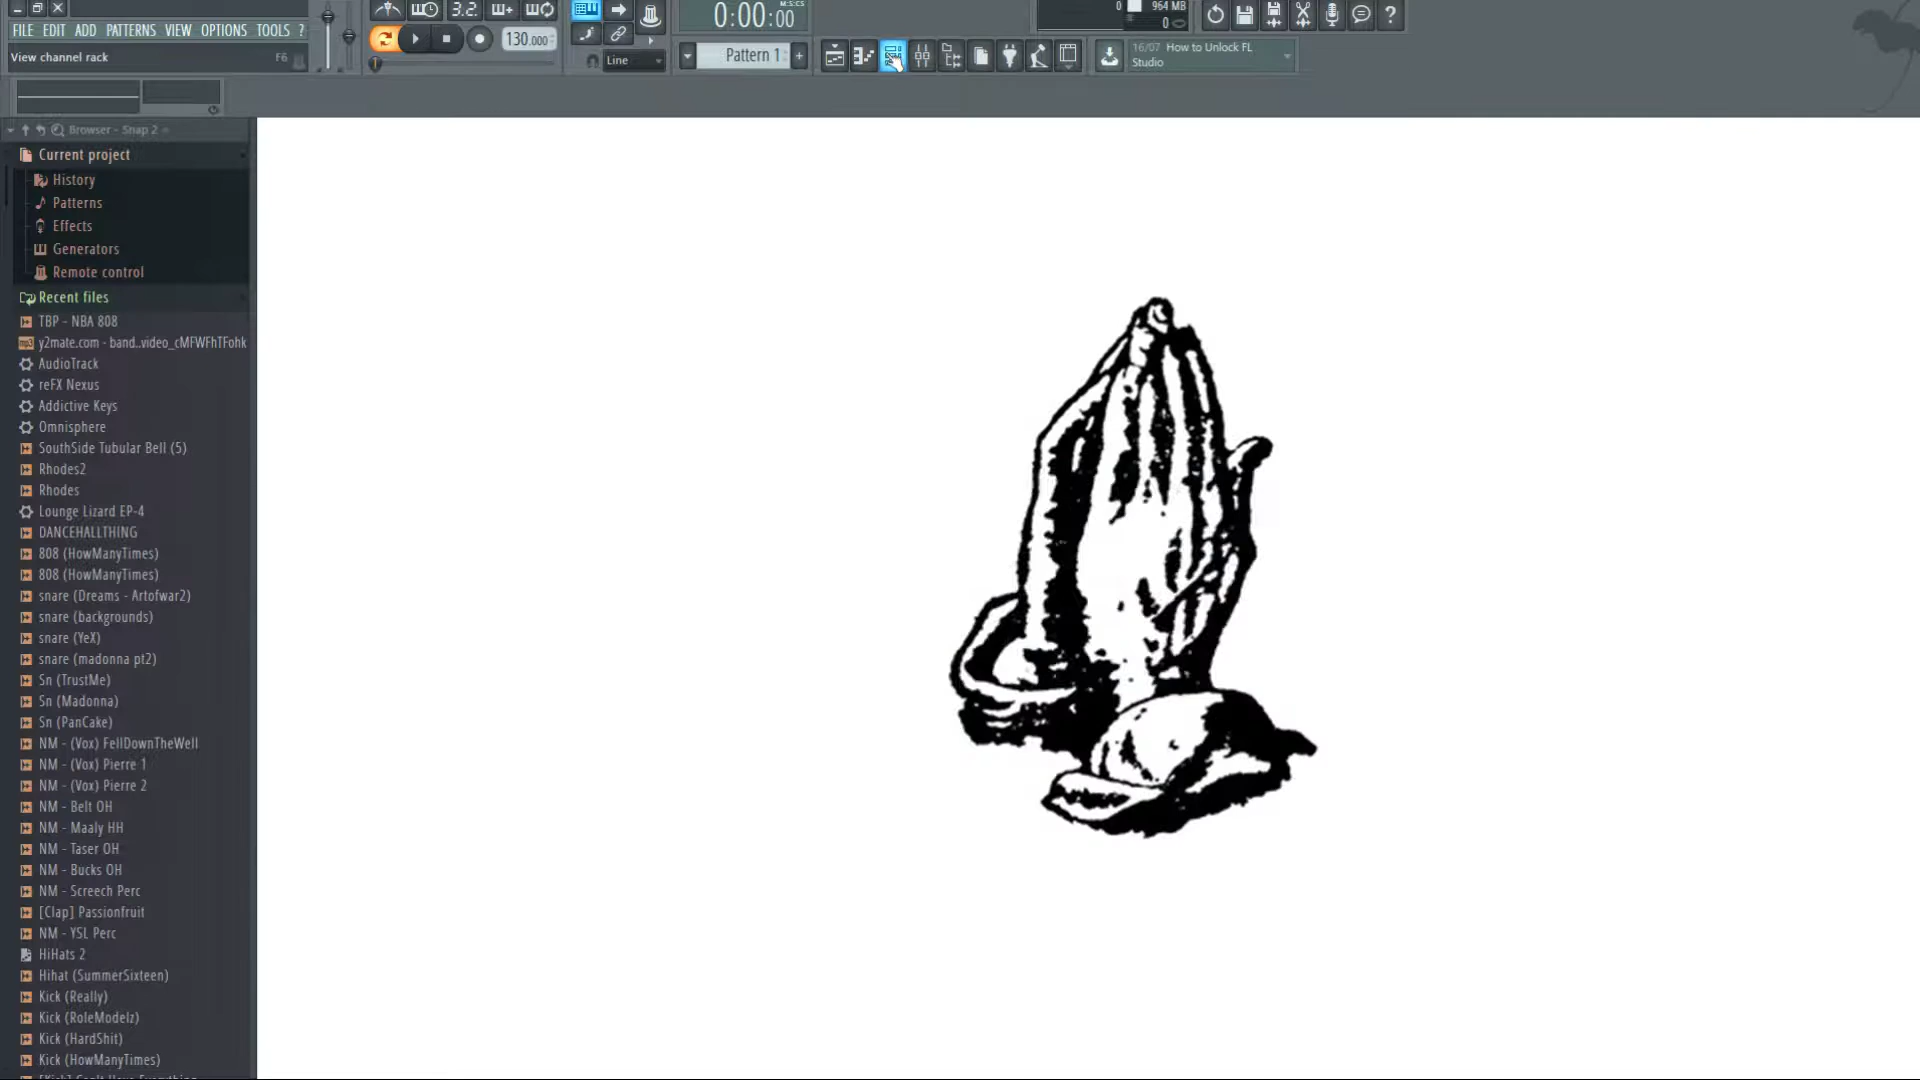 FILE EDIT ADD PATTERNS VIEW OPTIONS TOOLS ?
View channel rack F6
3.2
130.000
Line
0:00:00
M:S:CS
Pattern 1
+
0
964 MB
0
?
16/07 How to Unlock FL
Studio
Browser - Snap 2
Current project
History
Patterns
Effects
Generators
Remote control
Recent files
TBP - NBA 808
y2mate.com - band..video_cMFWFhTFohk
AudioTrack
reFX Nexus
Addictive Keys
Omnisphere
SouthSide Tubular Bell (5)
Rhodes2
Rhodes
Lounge Lizard EP-4
DANCEHALLTHING
808 (HowManyTimes)
808 (HowManyTimes)
snare (Dreams - Artofwar2)
snare (backgrounds)
snare (YeX)
snare (madonna pt2)
Sn (TrustMe)
Sn (Madonna)
Sn (PanCake)
NM - (Vox) FellDownTheWell
NM - (Vox) Pierre 1
NM - (Vox) Pierre 2
NM - Belt OH
NM - Maaly HH
NM - Taser OH
NM - Bucks OH
NM - Screech Perc
[Clap] Passionfruit
NM - YSL Perc
HiHats 2
Hihat (SummerSixteen)
Kick (Really)
Kick (RoleModelz)
Kick (HardShit)
Kick (HowManyTimes)